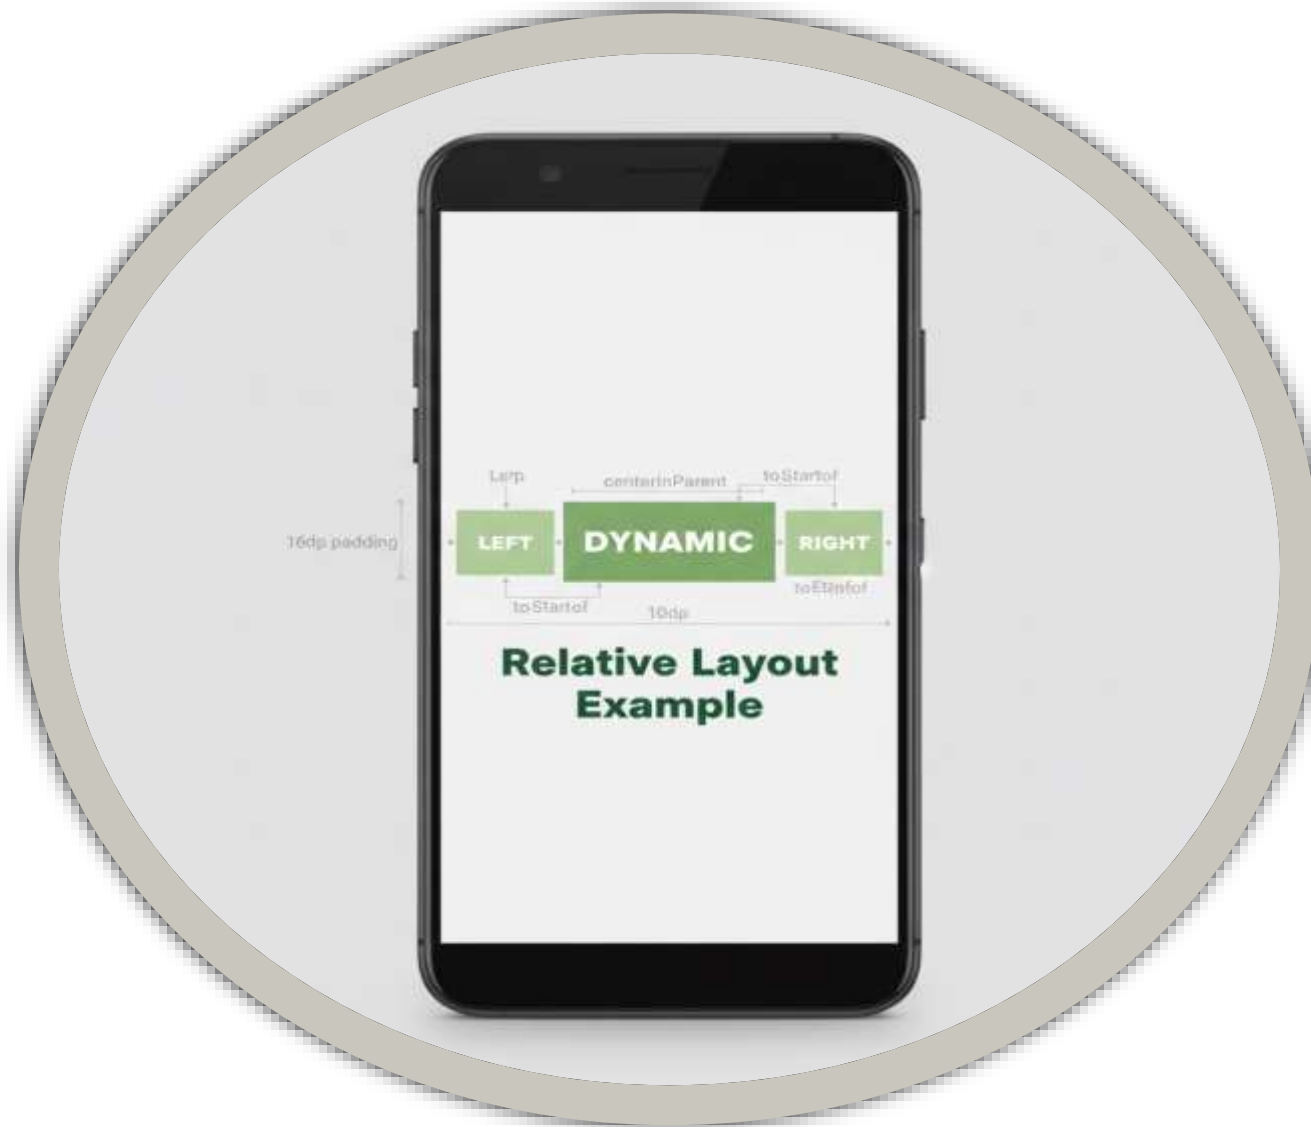 centerInParent
toStartof
16dp padding
LEFT
DYNAMIC
RIGHT
toStartof
10dp
Relative Layout
Example